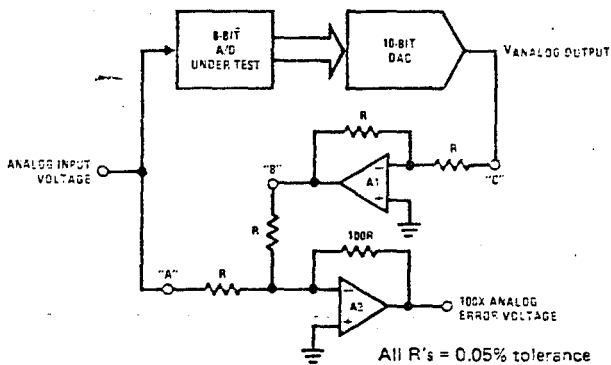 8-BIT
A/D
UNDER TEST
10-BIT
DAC
VANALOG OUTPUT
R
R
"C"
ANALOG INPUT
VOLTAGE
"B"
A1
-
+
R
100R
"A"
R
-
A2
+
100X ANALOG
ERROR VOLTAGE
All R's = 0.05% tolerance